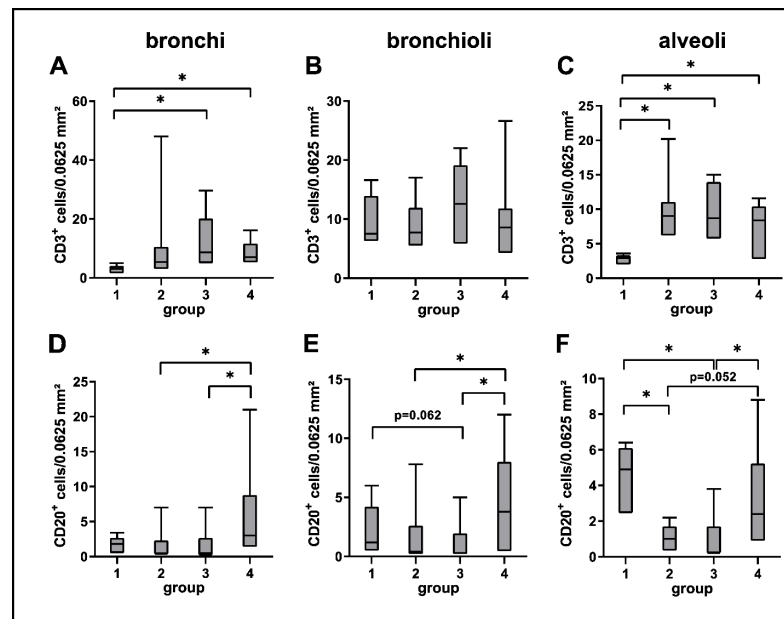 bronchi
bronchioli
alveoli
A
*
*
CD3⁺ cells/0.0625 mm²
60
40
20
0
1 2 3 4
group
B
CD3⁺ cells/0.0625 mm²
30
20
10
0
1 2 3 4
group
C
*
*
*
CD3⁺ cells/0.0625 mm²
25
20
15
10
5
0
1 2 3 4
group
D
*
*
CD20⁺ cells/0.0625 mm²
25
20
15
10
5
0
1 2 3 4
group
E
*
*
p=0.062
CD20⁺ cells/0.0625 mm²
15
10
5
0
1 2 3 4
group
F
*
*
p=0.052
*
CD20⁺ cells/0.0625 mm²
10
8
6
4
2
0
1 2 3 4
group